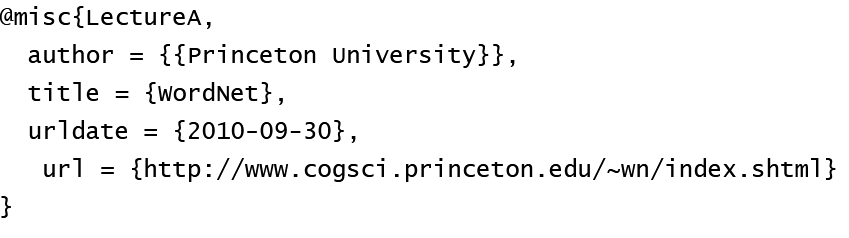 @misc{LectureA,
  author = {{Princeton University}},
  title = {WordNet},
  urldate = {2010-09-30},
   url = {http://www.cogsci.princeton.edu/~wn/index.shtml}
}